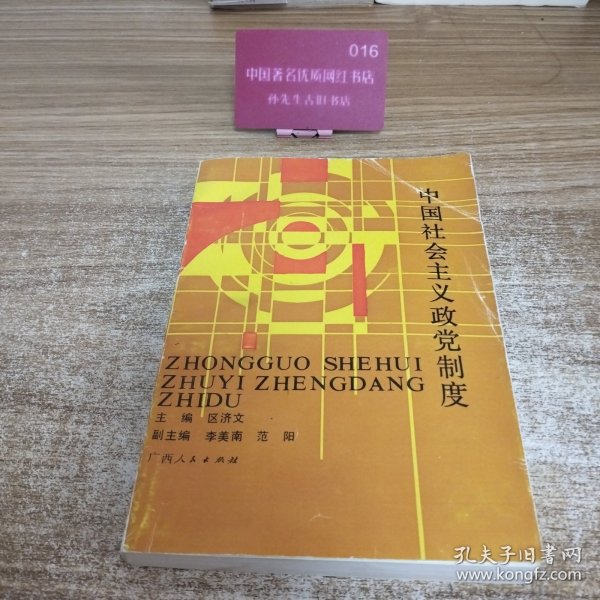 016
中国著名优质网红书店
孙先生古旧书店
中国社会主义政党制度
ZHONGGUO SHEHUI
ZHUYI ZHENGDANG
ZHIDU
主 编 区济文
副主编 李美南 范 阳
广西人民出版社
孔夫子旧书网
www.kongfz.com